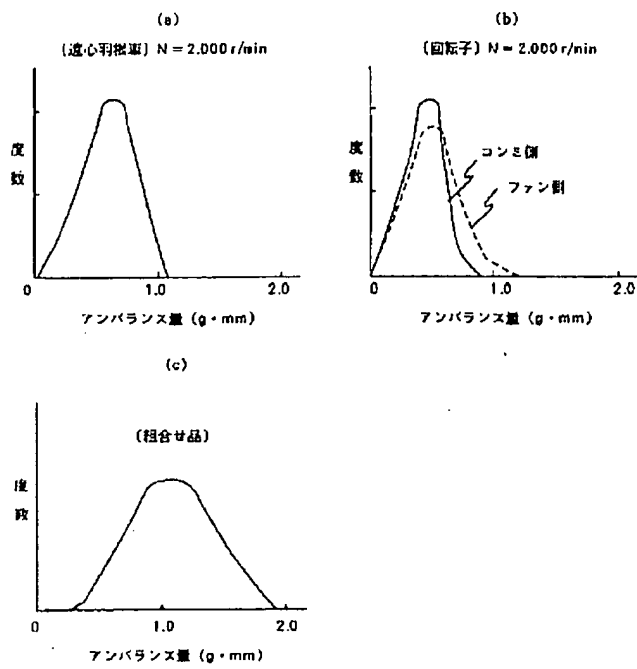 (a)
〔遠心羽根車〕N = 2.000 r/min
度数
0
1.0
2.0
アンバランス量 (g・mm)
(b)
〔回転子〕N = 2.000 r/min
度数
コンミ側
ファン側
0
1.0
2.0
アンバランス量 (g・mm)
(c)
〔組合せ品〕
度数
0
1.0
2.0
アンバランス量 (g・mm)